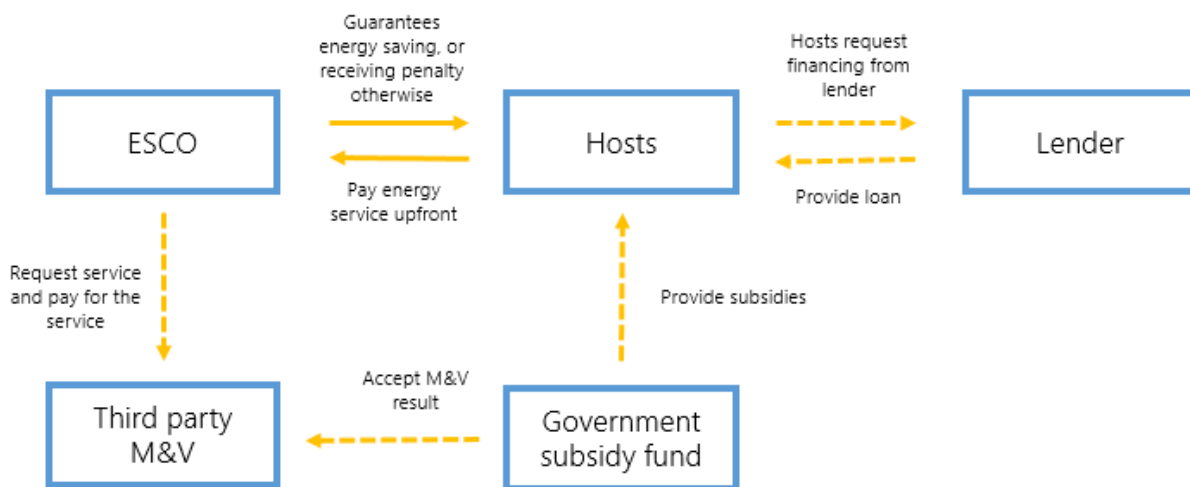 Guarantees
energy saving, or
receiving penalty
otherwise
Hosts request
financing from
lender
ESCO
Hosts
Lender
Pay energy
service upfront
Provide loan
Request service
and pay for the
service
Provide subsidies
Accept M&V
result
Third party
M&V
Government
subsidy fund